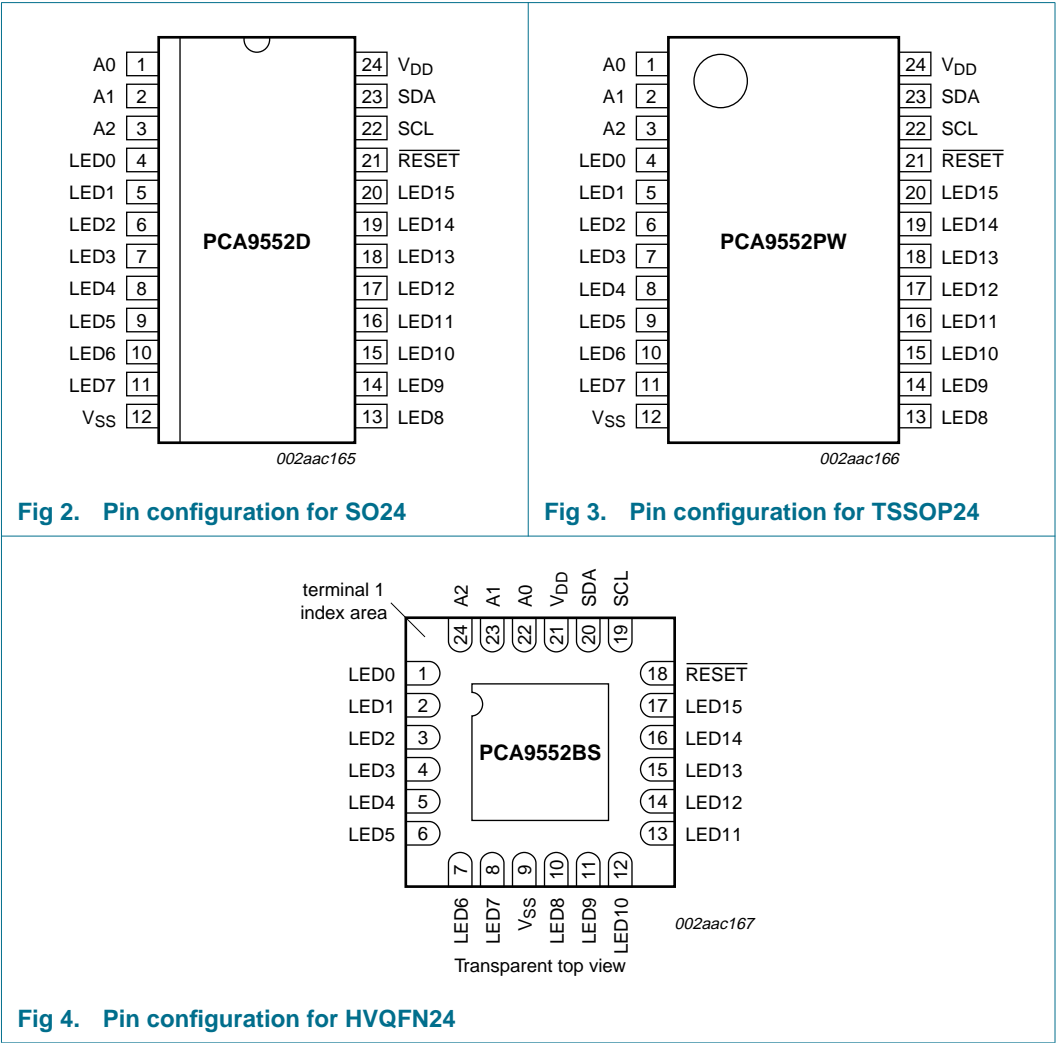 A0 1 24 VDD
A1 2 23 SDA
A2 3 22 SCL
LED0 4 21 RESET
LED1 5 20 LED15
LED2 6 19 LED14
PCA9552D
LED3 7 18 LED13
LED4 8 17 LED12
LED5 9 16 LED11
LED6 10 15 LED10
LED7 11 14 LED9
VSS 12 13 LED8
002aac165
Fig 2. Pin configuration for SO24
A0 1 24 VDD
A1 2 23 SDA
A2 3 22 SCL
LED0 4 21 RESET
LED1 5 20 LED15
LED2 6 19 LED14
PCA9552PW
LED3 7 18 LED13
LED4 8 17 LED12
LED5 9 16 LED11
LED6 10 15 LED10
LED7 11 14 LED9
VSS 12 13 LED8
002aac166
Fig 3. Pin configuration for TSSOP24
terminal 1
index area
A2 A1 A0 VDD SDA SCL
24 23 22 21 20 19
LED0 1 18 RESET
LED1 2 17 LED15
LED2 3 16 LED14
PCA9552BS
LED3 4 15 LED13
LED4 5 14 LED12
LED5 6 13 LED11
7 8 9 10 11 12
LED6 LED7 VSS LED8 LED9 LED10
002aac167
Transparent top view
Fig 4. Pin configuration for HVQFN24